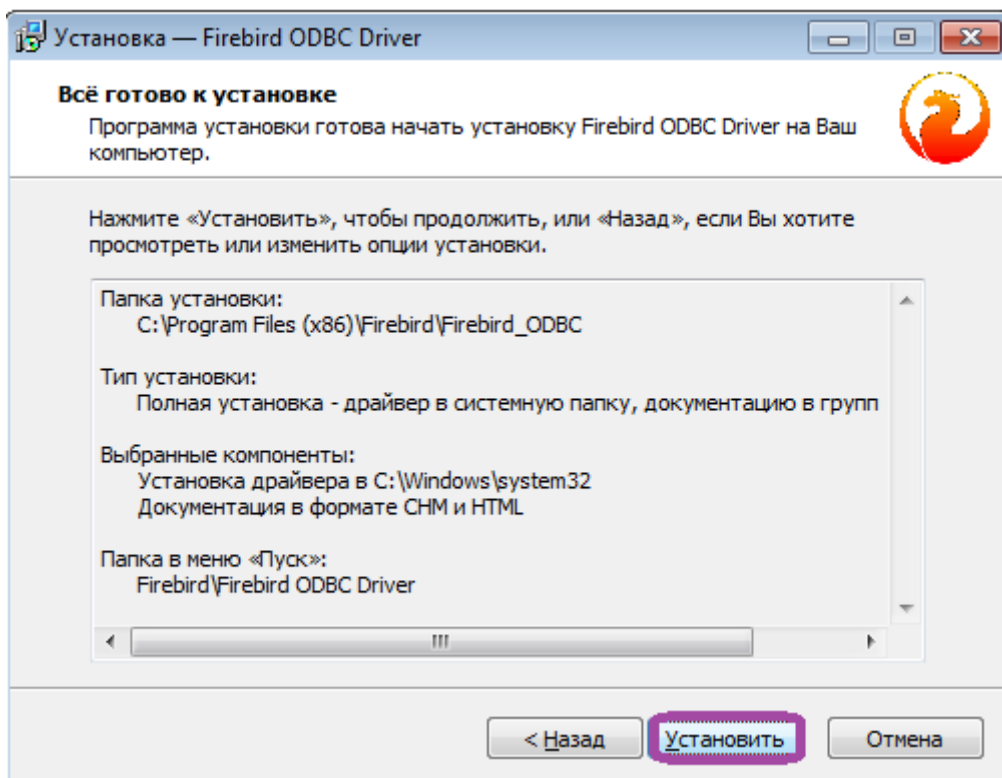 Установка — Firebird ODBC Driver
Всё готово к установке
Программа установки готова начать установку Firebird ODBC Driver на Ваш
компьютер.
Нажмите «Установить», чтобы продолжить, или «Назад», если Вы хотите
просмотреть или изменить опции установки.
Папка установки:
C:\Program Files (x86)\Firebird\Firebird_ODBC
Тип установки:
Полная установка - драйвер в системную папку, документацию в групп
Выбранные компоненты:
Установка драйвера в C:\Windows\system32
Документация в формате CHM и HTML
Папка в меню «Пуск»:
Firebird\Firebird ODBC Driver
< Назад Установить Отмена